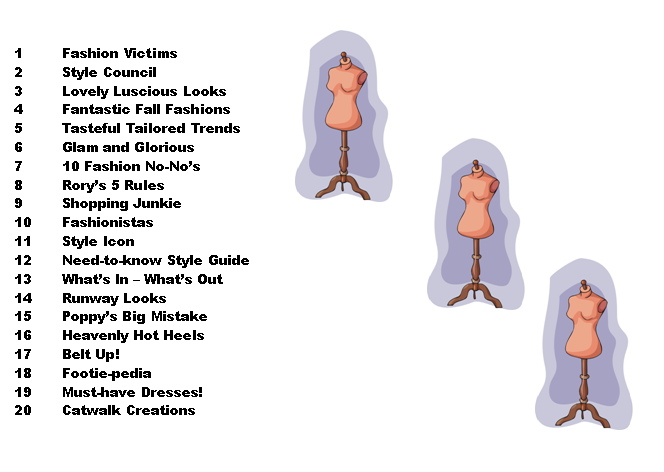 1 Fashion Victims
2 Style Council
3 Lovely Luscious Looks
4 Fantastic Fall Fashions
5 Tasteful Tailored Trends
6 Glam and Glorious
7 10 Fashion No-No’s
8 Rory’s 5 Rules
9 Shopping Junkie
10 Fashionistas
11 Style Icon
12 Need-to-know Style Guide
13 What’s In – What’s Out
14 Runway Looks
15 Poppy’s Big Mistake
16 Heavenly Hot Heels
17 Belt Up!
18 Footie-pedia
19 Must-have Dresses!
20 Catwalk Creations